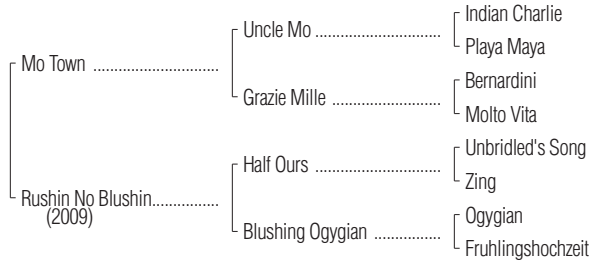 Indian Charlie
Uncle Mo ..............................
Playa Maya
Mo Town ..............................
Bernardini
Grazie Mille ..........................
Molto Vita
Unbridled's Song
Half Ours ..............................
Zing
Rushin No Blushin................
(2009)
Ogygian
Blushing Ogygian ................
Fruhlingshochzeit